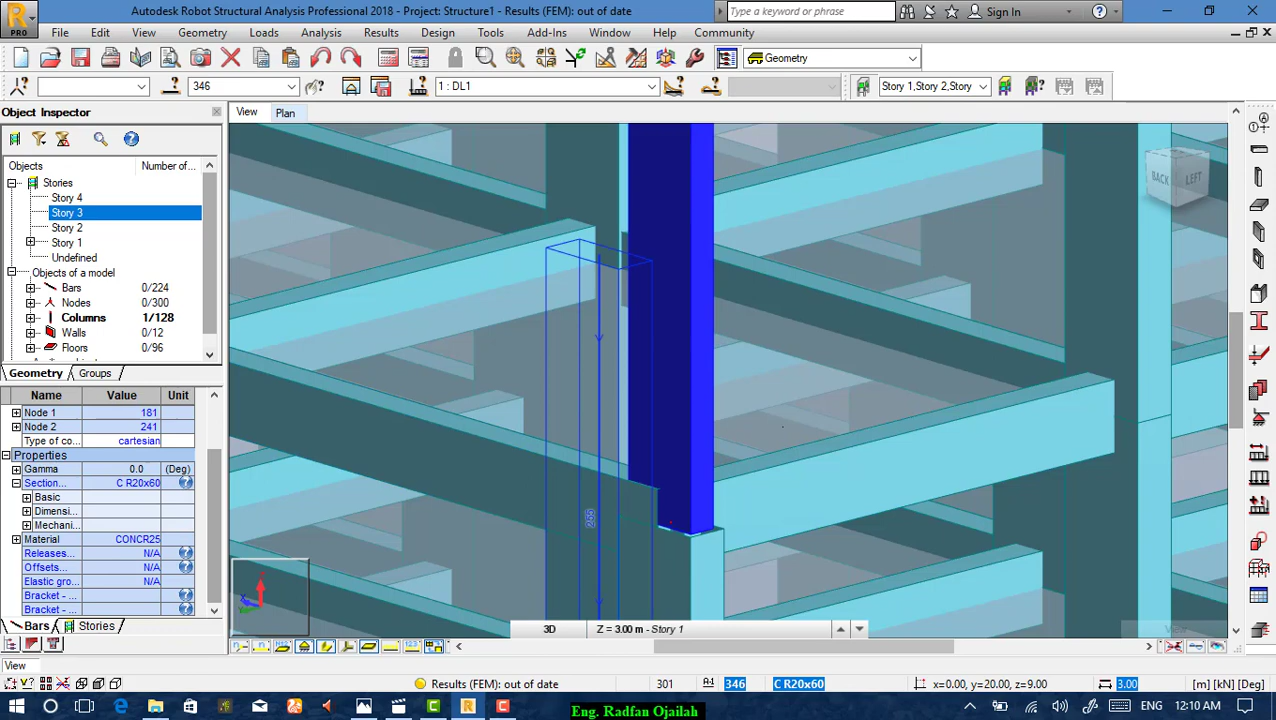 PRO
Autodesk Robot Structural Analysis Professional 2018 - Project: Structure1 - Results (FEM): out of date
Type a keyword or phrase
Sign In
File Edit View Geometry Loads Analysis Results Design Tools Add-Ins Window Help Community
Geometry
346
1 : DL1
Story 1,Story 2,Story
Object Inspector
View
Plan
Objects Number of...
Stories
Story 4
Story 3
Story 2
Story 1
Undefined
Objects of a model
Bars 0/224
Nodes 0/300
Columns 1/128
Walls 0/12
Floors 0/96
Geometry Groups
Name Value Unit
Node 1 181
Node 2 241
Type of co... cartesian
Properties
Gamma 0.0 (Deg)
Section... C R20x60
Basic
Dimensi...
Mechani...
Material CONCR25
Releases... N/A
Offsets... N/A
Elastic gro... N/A
Bracket - ...
Bracket - ...
Bars Stories
BACK
LEFT
3D
Z = 3.00 m - Story 1
View
View
Results (FEM): out of date
301
346
C R20x60
x=0.00, y=20.00, z=9.00
3.00
[m] [kN] [Deg]
Eng. Radfan Ojailah
ENG
12:10 AM